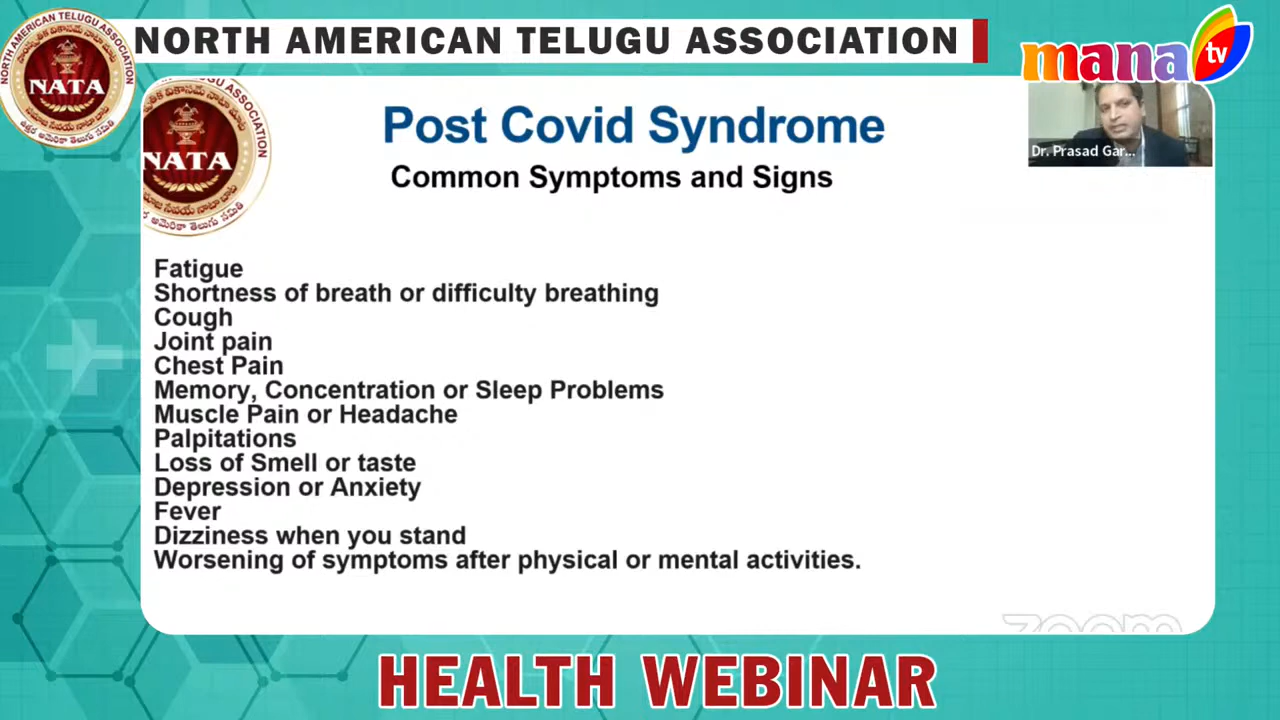 NORTH AMERICAN TELUGU ASSOCIATION
mana tv
NATA
NATA
Post Covid Syndrome
Common Symptoms and Signs
Dr. Prasad Gar...
Fatigue
Shortness of breath or difficulty breathing
Cough
Joint pain
Chest Pain
Memory, Concentration or Sleep Problems
Muscle Pain or Headache
Palpitations
Loss of Smell or taste
Depression or Anxiety
Fever
Dizziness when you stand
Worsening of symptoms after physical or mental activities.
zoom
HEALTH WEBINAR